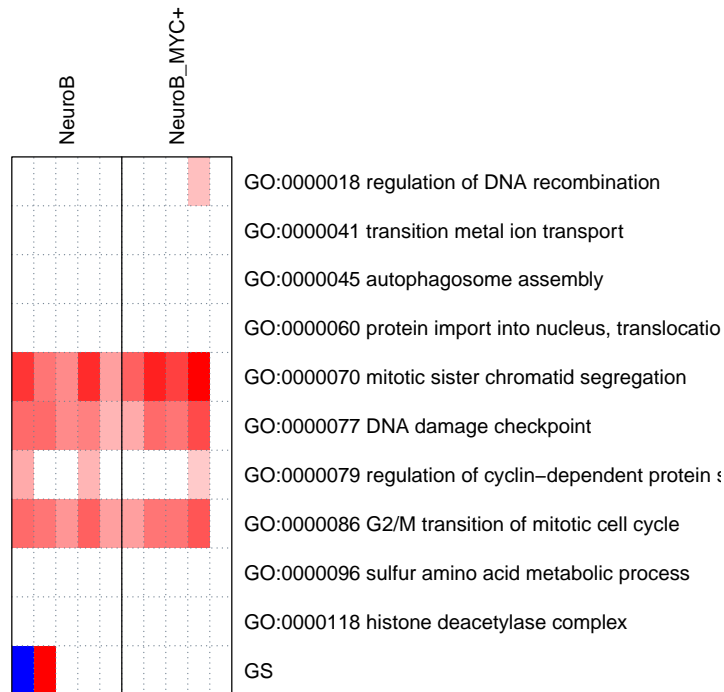 NeuroB
NeuroB_MYC+
GO:0000018 regulation of DNA recombination
GO:0000041 transition metal ion transport
GO:0000045 autophagosome assembly
GO:0000060 protein import into nucleus, translocatio
GO:0000070 mitotic sister chromatid segregation
GO:0000077 DNA damage checkpoint
GO:0000079 regulation of cyclin−dependent protein s
GO:0000086 G2/M transition of mitotic cell cycle
GO:0000096 sulfur amino acid metabolic process
GO:0000118 histone deacetylase complex
GS